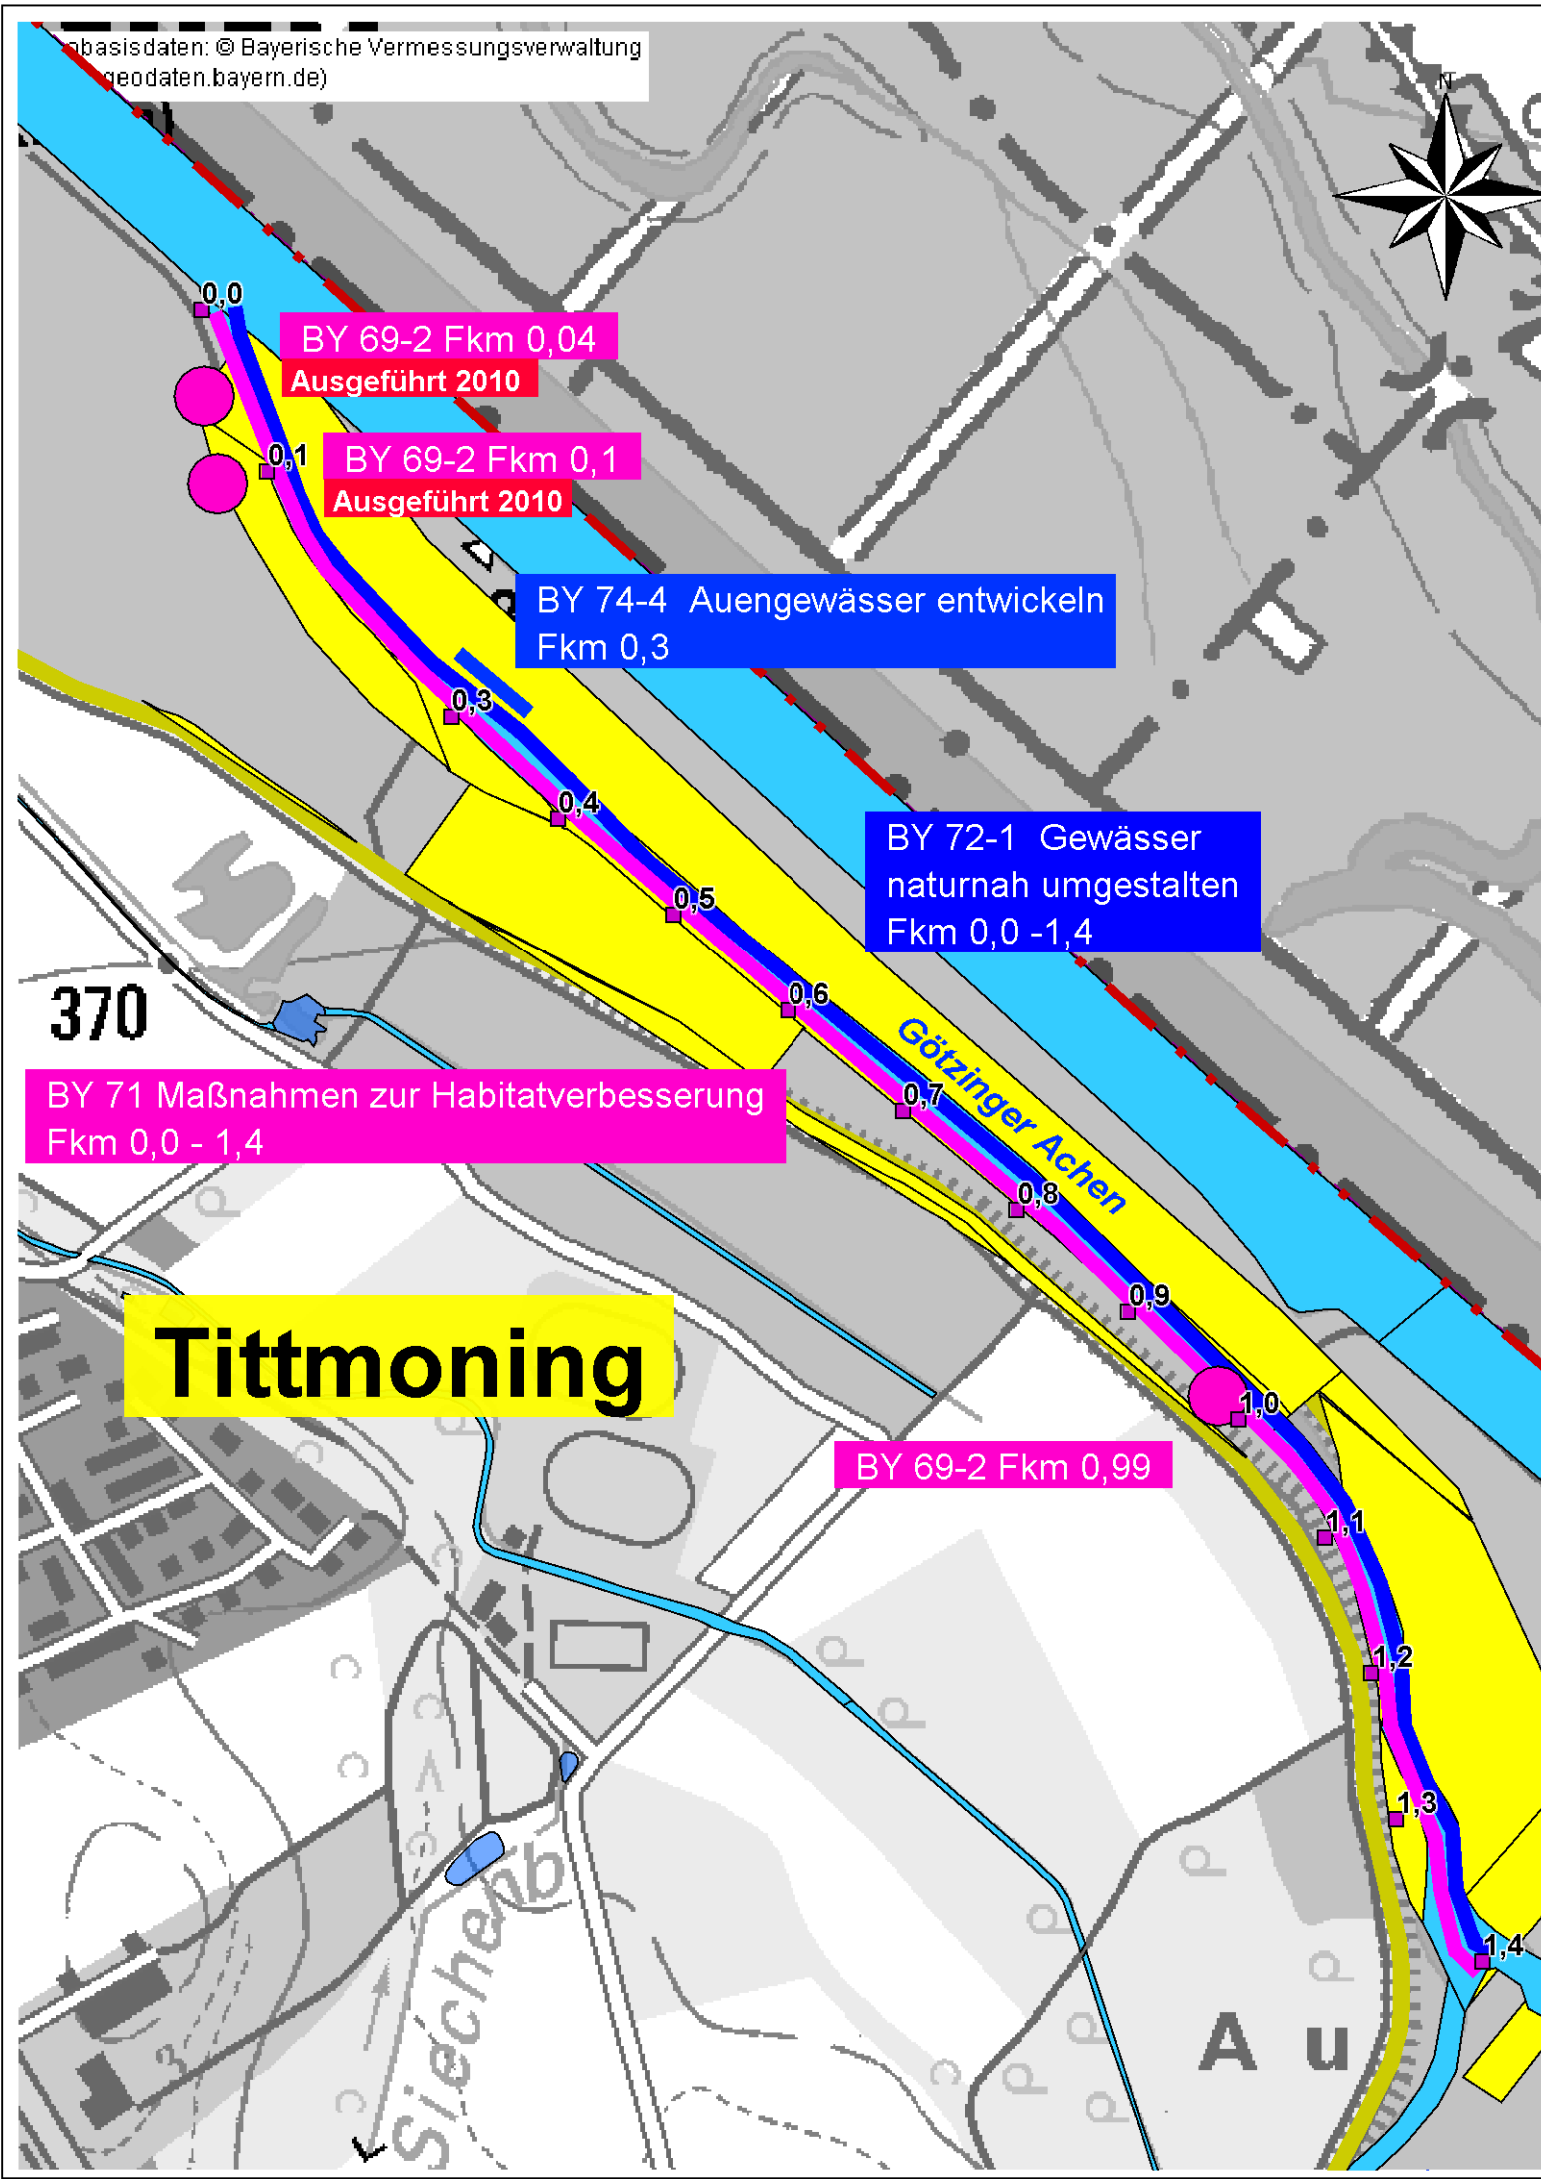 basisdaten: © Bayerische Vermessungsverwaltung
geodaten.bayern.de)
N
0,0
BY 69-2 Fkm 0,04
Ausgeführt 2010
0,1
BY 69-2 Fkm 0,1
Ausgeführt 2010
BY 74-4 Auengewässer entwickeln
Fkm 0,3
0,3
0,4
BY 72-1 Gewässer
naturnah umgestalten
Fkm 0,0 -1,4
0,5
0,6
370
Götzinger Achen
BY 71 Maßnahmen zur Habitatverbesserung
Fkm 0,0 - 1,4
0,7
0,8
0,9
Tittmoning
1,0
BY 69-2 Fkm 0,99
1,1
1,2
1,3
1,4
Siechenb
A u